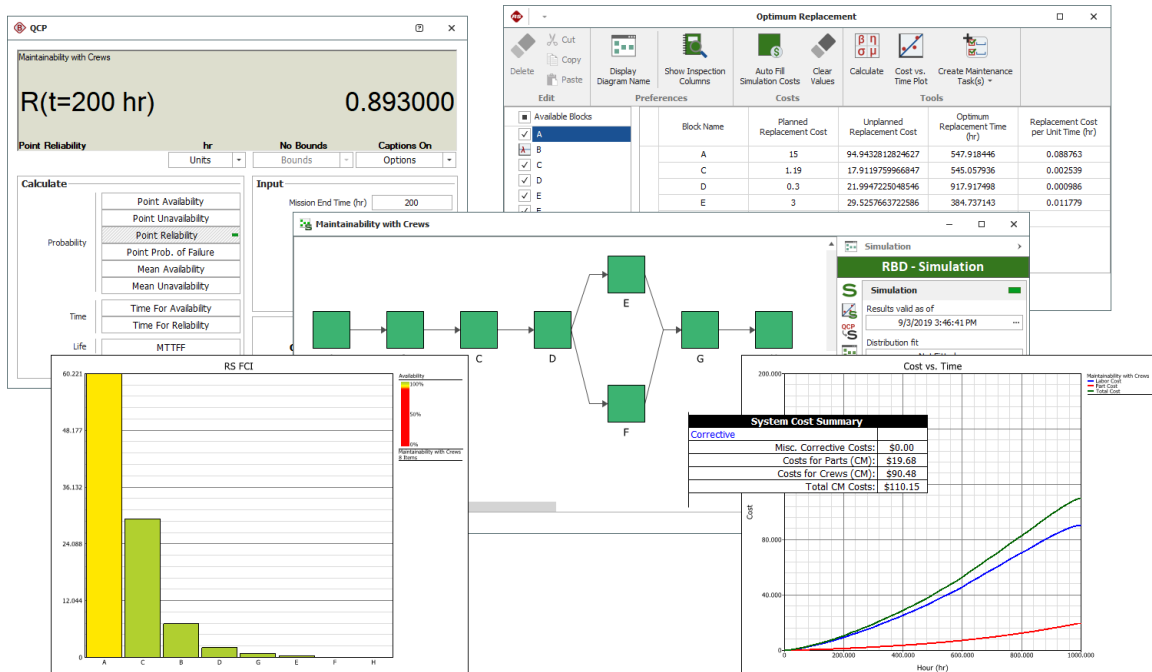 QCP
Maintainability with Crews
R(t=200 hr) 0.893000
Point Reliability hr No Bounds Captions On
Units Bounds Options
Calculate
Probability
Point Availability
Point Unavailability
Point Reliability
Point Prob. of Failure
Mean Availability
Mean Unavailability
Time
Time For Availability
Time For Reliability
Life
MTTFF
Input
Mission End Time (hr) 200
Optimum Replacement
Delete
Cut
Copy
Paste
Edit
Display
Diagram Name
Show Inspection
Columns
Preferences
Auto Fill
Simulation Costs
Clear
Values
Costs
β η
σ μ
Calculate
Cost vs.
Time Plot
Create Maintenance
Task(s)
Tools
Available Blocks
A
B
C
D
E
Block Name Planned Replacement Cost Unplanned Replacement Cost Optimum Replacement Time (hr) Replacement Cost per Unit Time (hr)
A 15 94.9432812824627 547.918446 0.088763
C 1.19 17.9119759966847 545.057936 0.002539
D 0.3 21.9947225048546 917.917498 0.000986
E 3 29.5257663722586 384.737143 0.011779
Maintainability with Crews
E
C D G
F
Simulation
RBD - Simulation
Simulation
Results valid as of
9/3/2019 3:46:41 PM ...
QCP
Distribution fit
RS FCI
60.221
48.177
36.132
24.088
12.044
0
A C B D G E F H
Availability
100%
50%
0%
Maintainability with Crews
8 Items
Cost vs. Time
200.000
80.000
40.000
0.000
Cost
0 200.000 400.000 600.000 800.000 1000.000
Hour (hr)
Maintainability with Crews
Labor Cost
Part Cost
Total Cost
System Cost Summary
Corrective
Misc. Corrective Costs: $0.00
Costs for Parts (CM): $19.68
Costs for Crews (CM): $90.48
Total CM Costs: $110.15